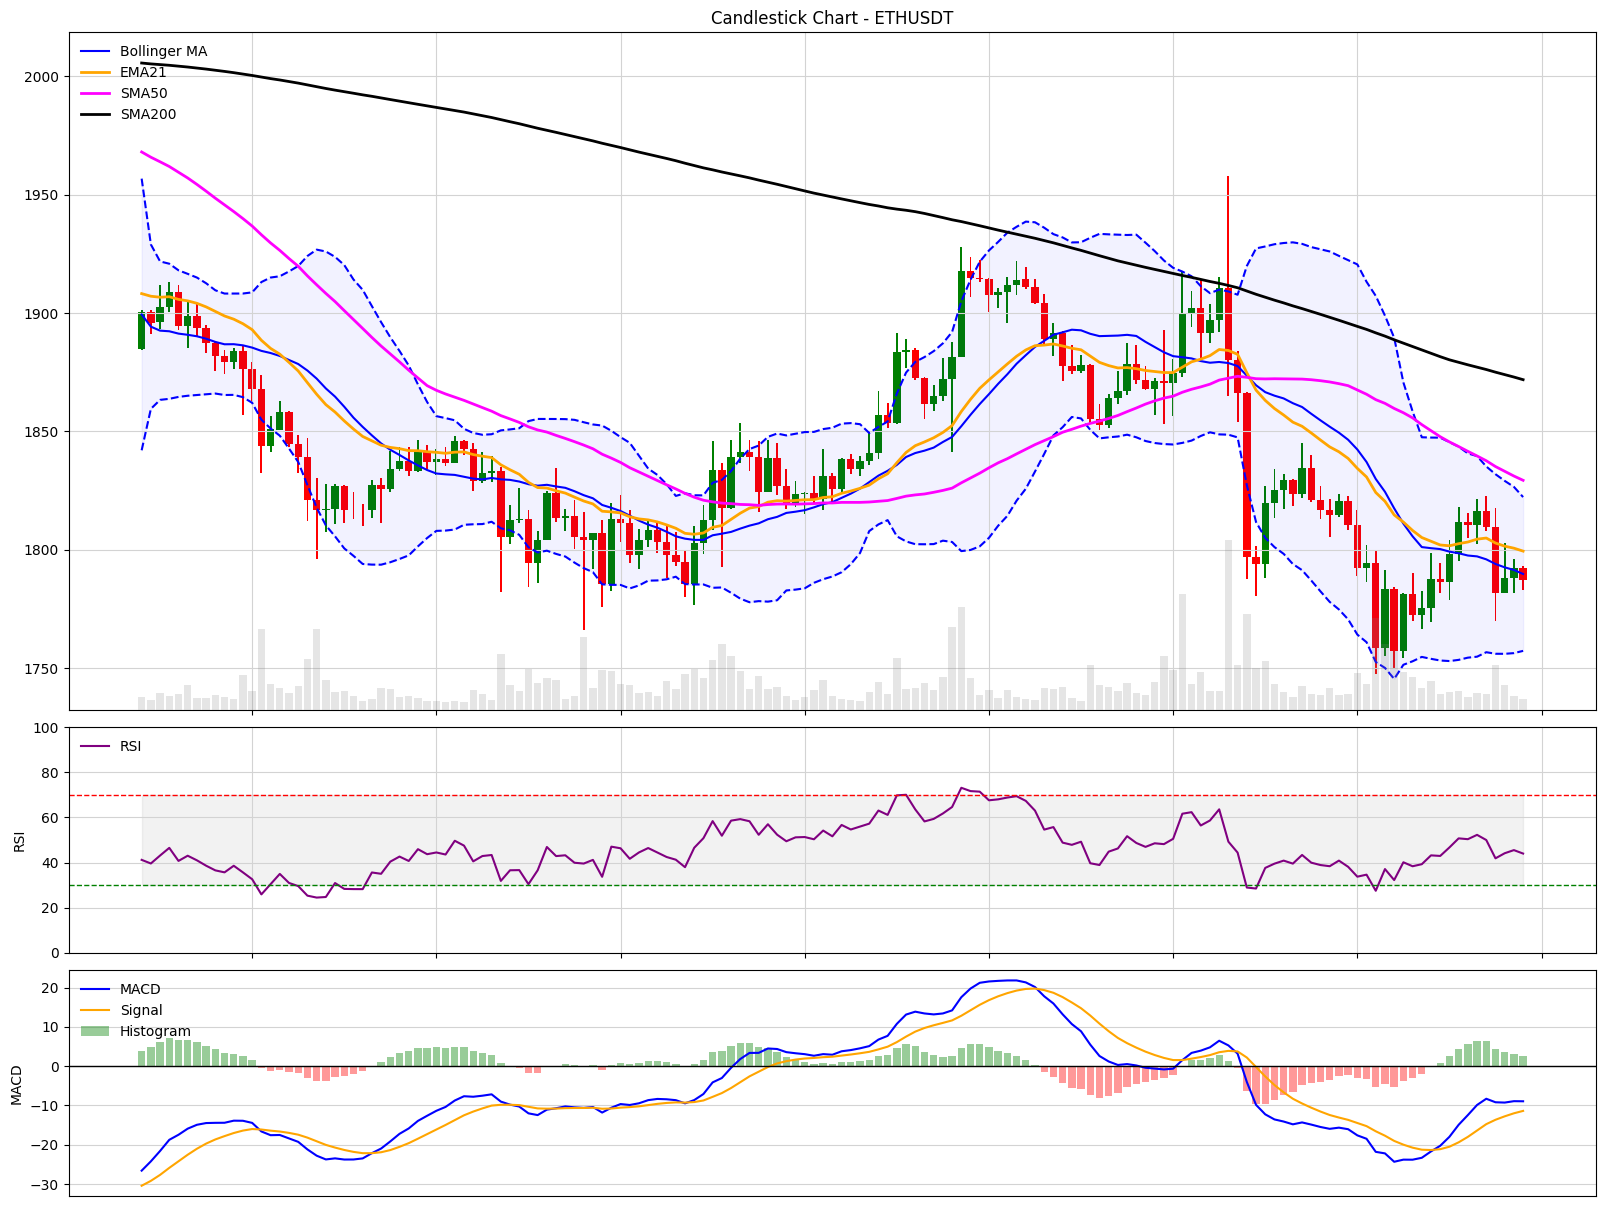 Candlestick Chart - ETHUSDT
Bollinger MA
EMA21
SMA50
SMA200
2000
1950
1900
1850
1800
1750
RSI
100
80
60
40
20
0
RSI
MACD
Signal
Histogram
20
10
0
−10
−20
−30
MACD